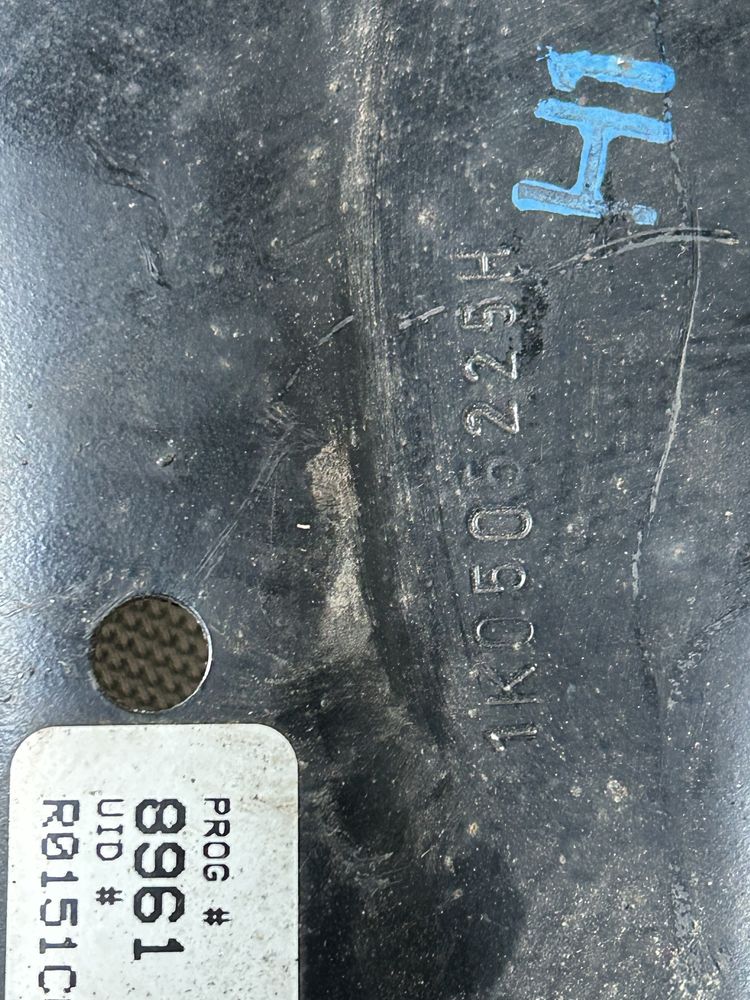 H1
1K0505225H
PROG #
8961
UID #
R0151C